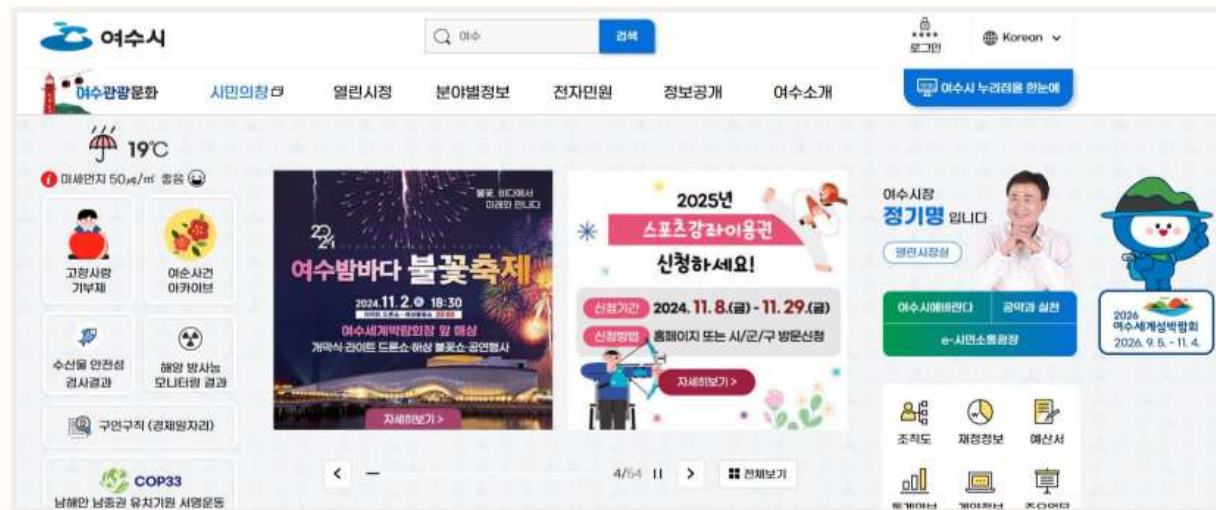 여수시
여수
검색
로그인
Korean
여수관광문화
시민의창
열린시정
분야별정보
전자민원
정보공개
여수소개
여수시 누리집을 한눈에
19℃
미세먼지 50㎍/㎥ 좋음
고향사랑
기부제
여순사건
아카이브
수산물 안전성
검사결과
해양 방사능
모니터링 결과
구인구직 (경제일자리)
COP33
남해안 남중권 유치기원 서명운동
불꽃, 바다에서
미래와 만나다
2024
여수밤바다 불꽃축제
2024.11.2.토 18:30
여수세계박람회장 앞 해상
개막식·라이트 드론쇼·해상 불꽃쇼·공연행사
자세히보기 >
2025년
스포츠강좌이용권
신청하세요!
신청기간 2024. 11. 8.(금) - 11. 29.(금)
신청방법 홈페이지 또는 시/군/구 방문신청
자세히보기 >
4/54
전체보기
여수시장
정기명 입니다
열린시장실
여수시에바란다
공약과 실천
e-시민소통광장
2026
여수세계섬박람회
2026. 9. 5. - 11. 4.
조직도
재정정보
예산서